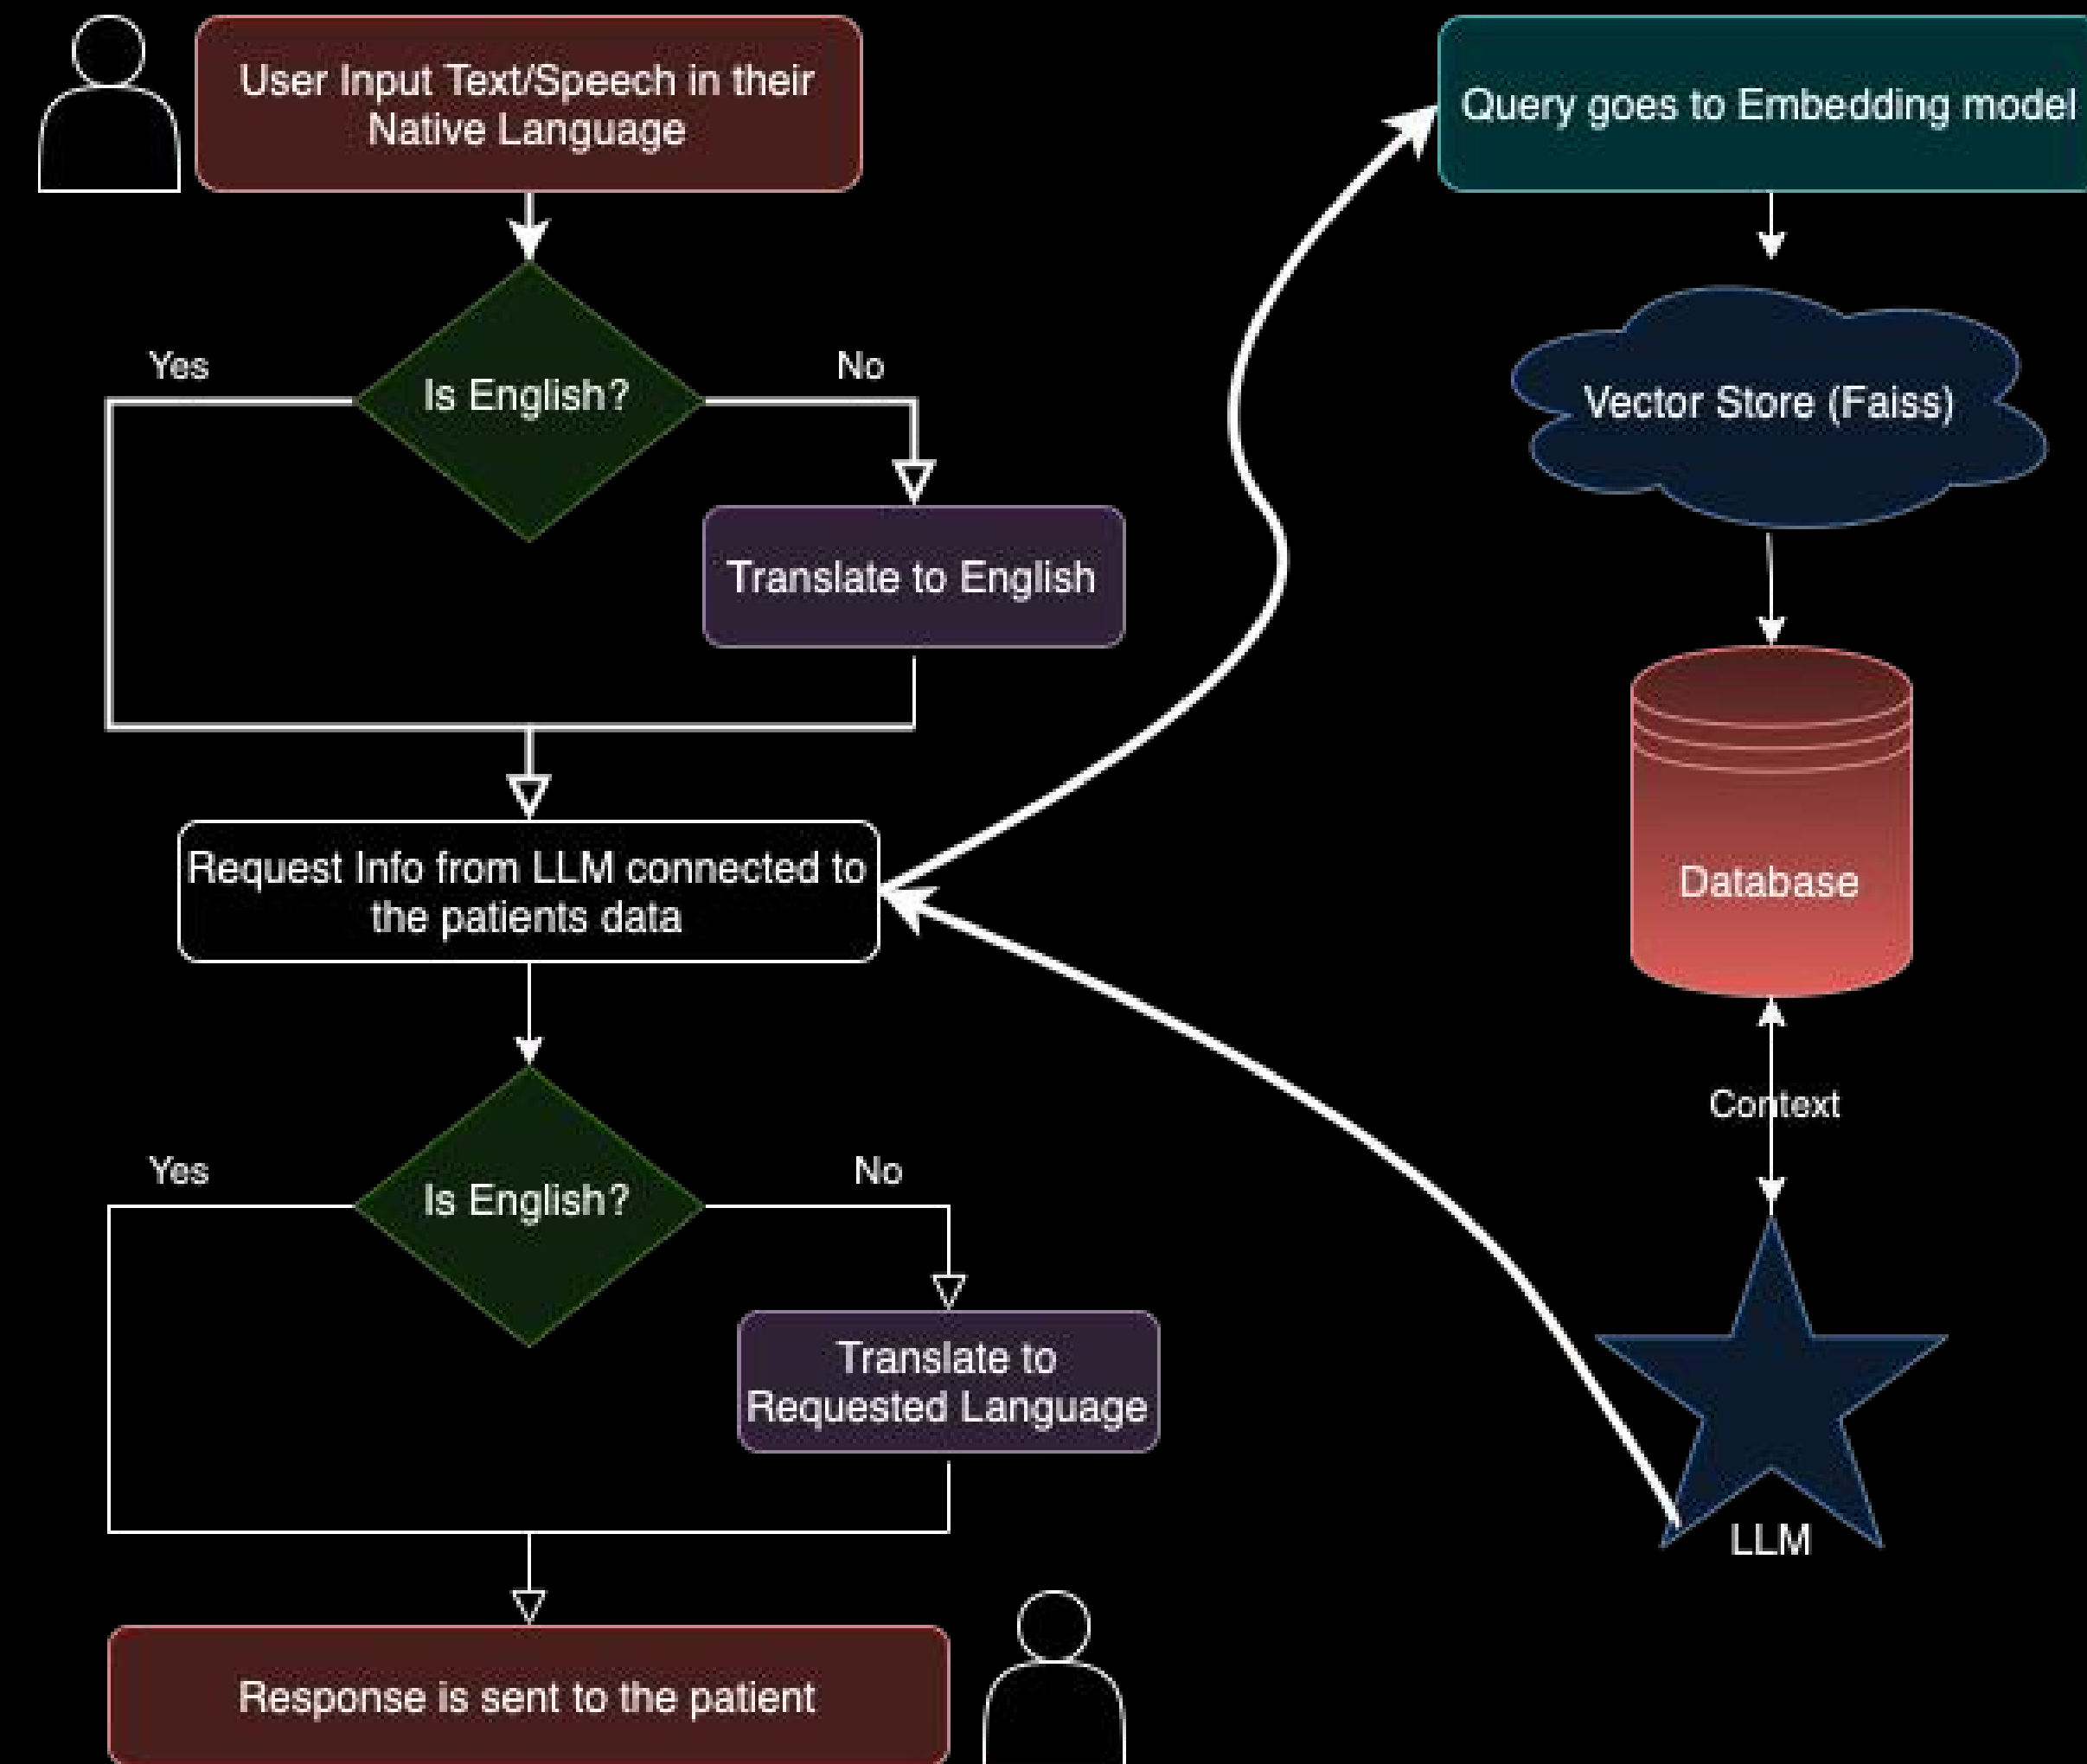 User Input Text/Speech in their
Native Language
Is English?
Yes
No
Translate to English
Request Info from LLM connected to
the patients data
Is English?
Yes
No
Translate to
Requested Language
Response is sent to the patient
Query goes to Embedding model
Vector Store (Faiss)
Database
Context
LLM